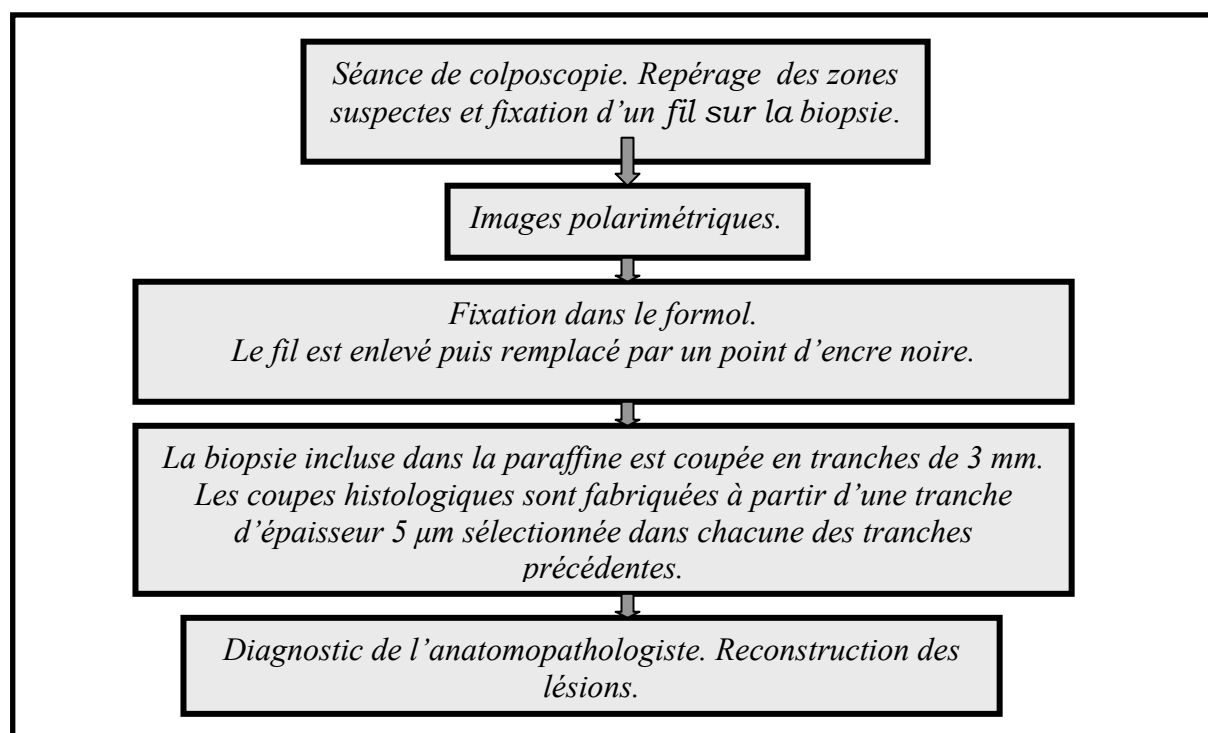 Séance de colposcopie. Repérage des zones
suspectes et fixation d'un fil sur la biopsie.
Images polarimétriques.
Fixation dans le formol.
Le fil est enlevé puis remplacé par un point d'encre noire.
La biopsie incluse dans la paraffine est coupée en tranches de 3 mm.
Les coupes histologiques sont fabriquées à partir d'une tranche
d'épaisseur 5 μm sélectionnée dans chacune des tranches
précédentes.
Diagnostic de l'anatomopathologiste. Reconstruction des
lésions.